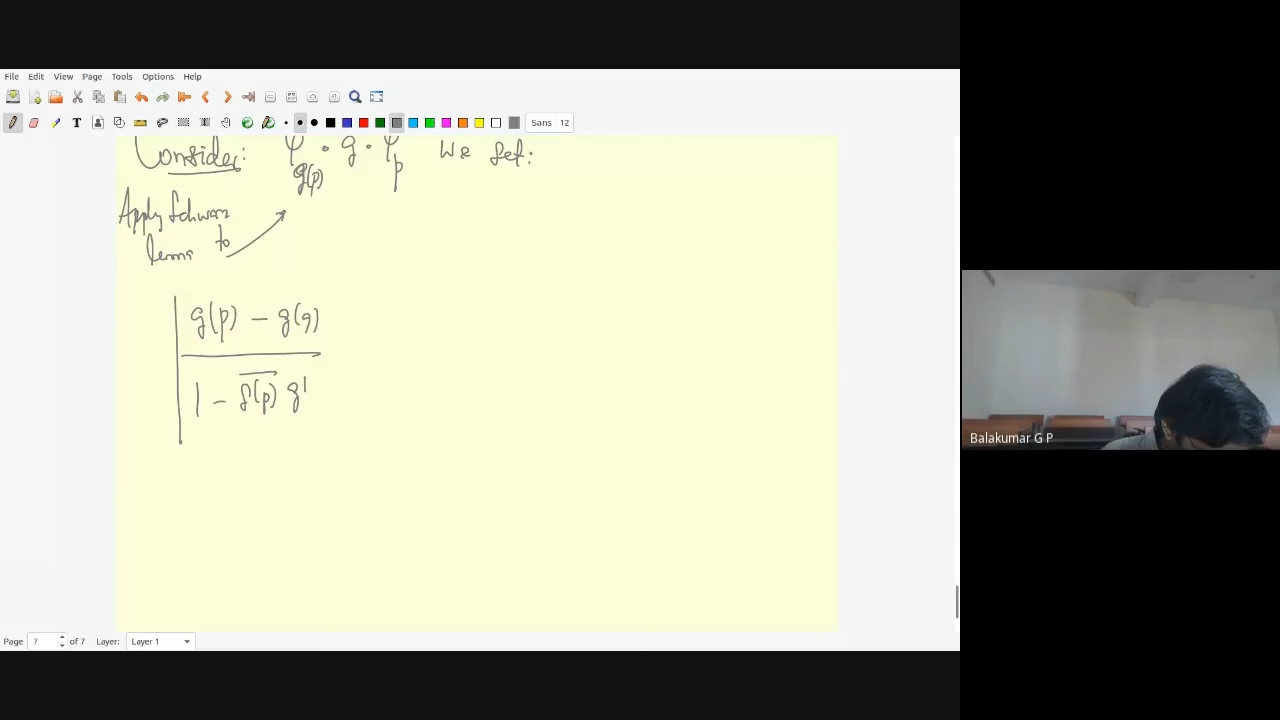 File Edit View Page Tools Options Help
Sans 12
Consider: φ · g · φ We get:
g(p) p
Apply Schwarz
lemma to
g(p) − g(q)
1 − g(p) g
Balakumar G P
Page 7 of 7 Layer: Layer 1